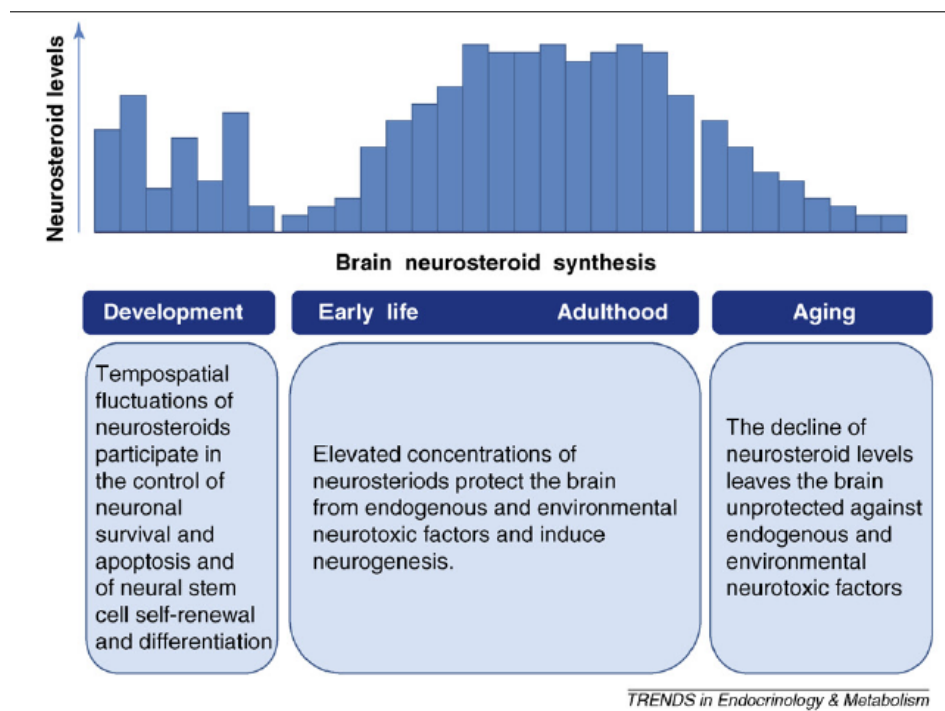 Neurosteroid levels
Brain neurosteroid synthesis
Development
Early life
Adulthood
Aging
Tempospatial
fluctuations of
neurosteroids
participate in
the control of
neuronal
survival and
apoptosis and
of neural stem
cell self-renewal
and differentiation
Elevated concentrations of
neurosteriods protect the brain
from endogenous and environmental
neurotoxic factors and induce
neurogenesis.
The decline of
neurosteroid levels
leaves the brain
unprotected against
endogenous and
environmental
neurotoxic factors
TRENDS in Endocrinology & Metabolism